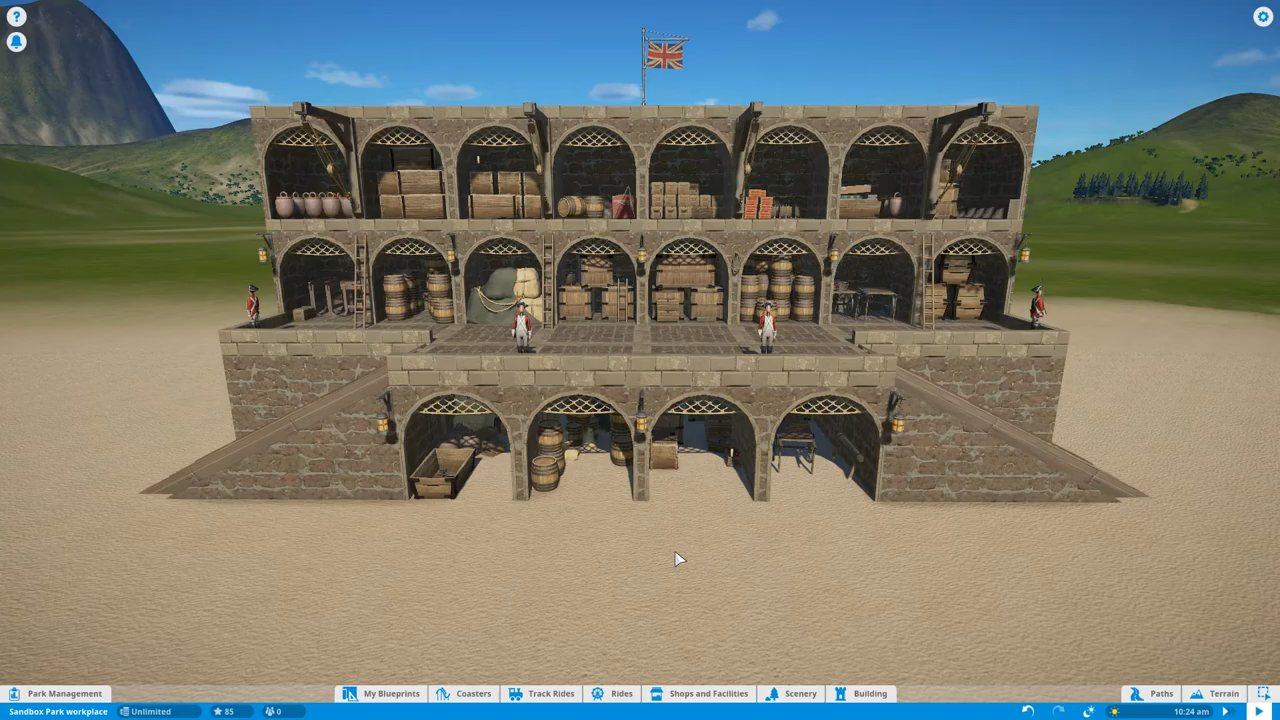 ?
Park Management
My Blueprints
Coasters
Track Rides
Rides
Shops and Facilities
Scenery
Building
Paths
Terrain
Sandbox Park workplace
Unlimited
85
0
10:24 am